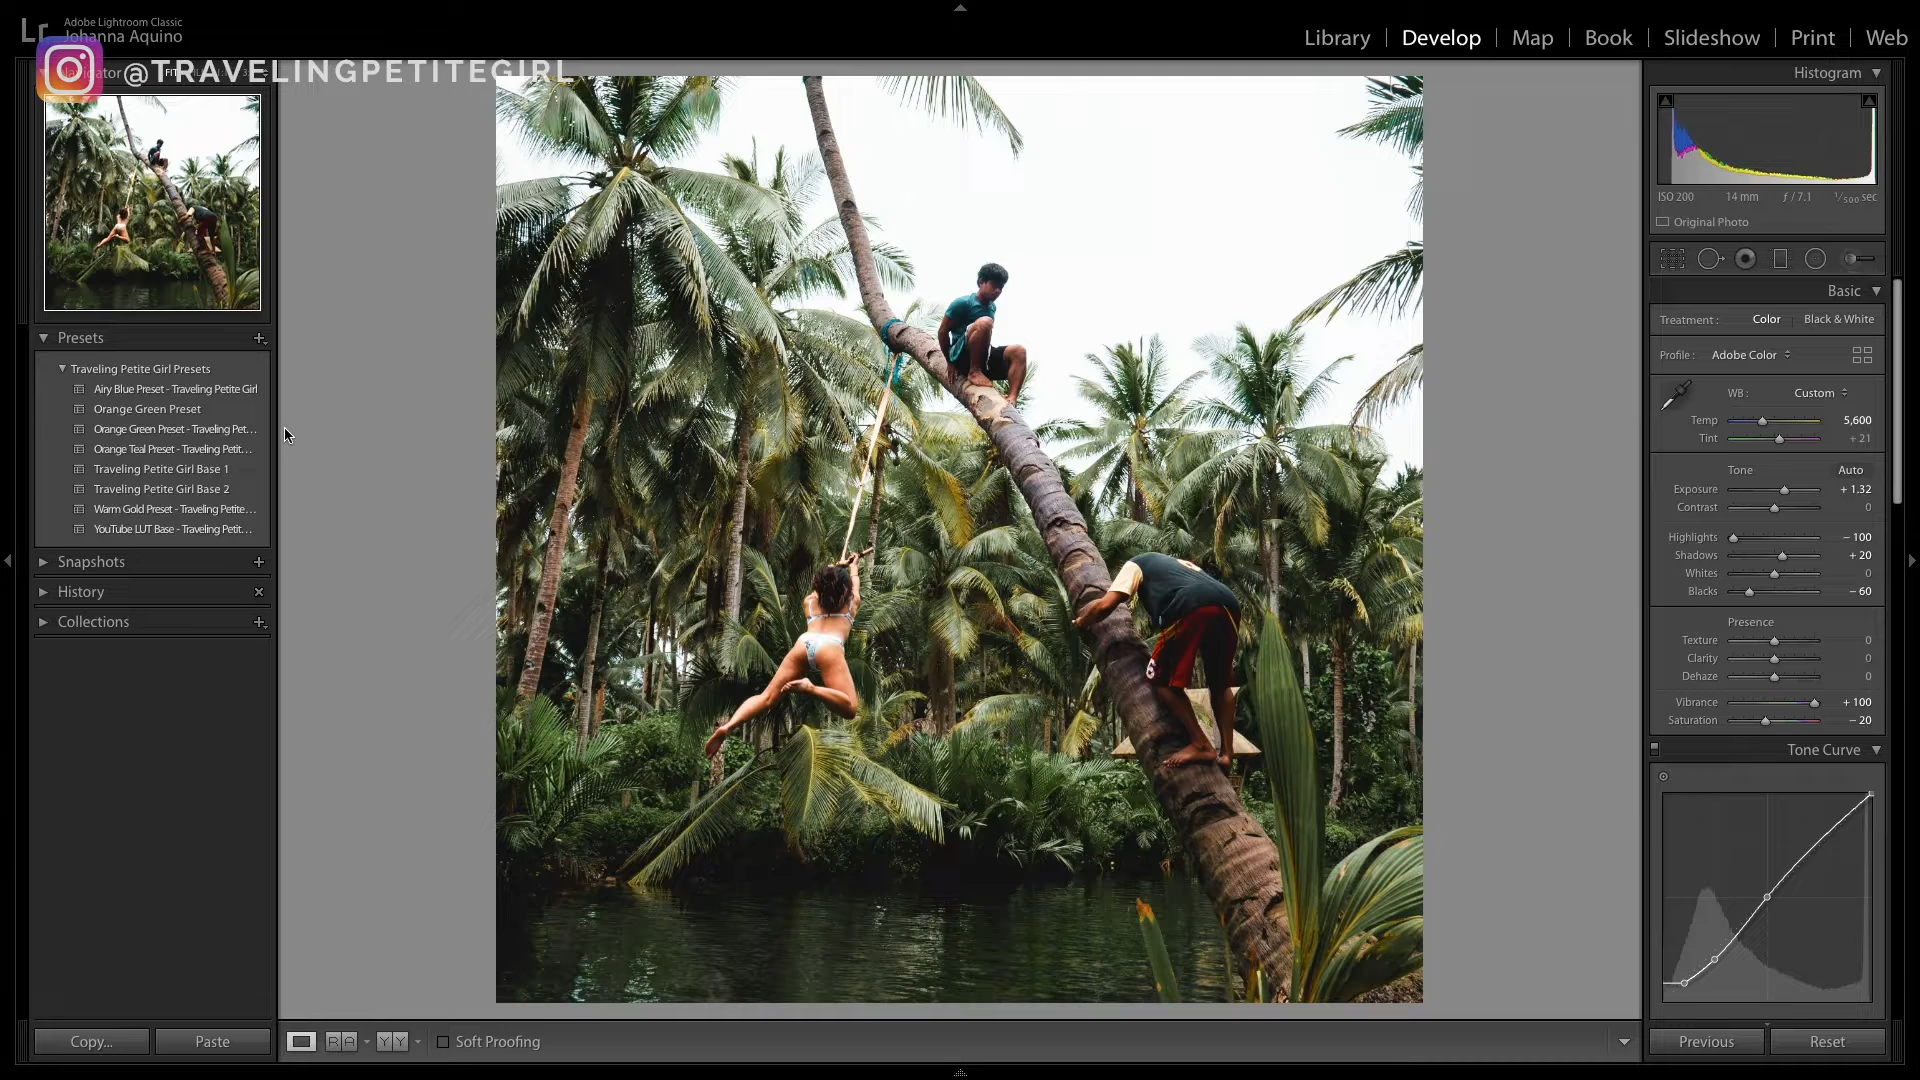 Lr
Adobe Lightroom Classic
Johanna Aquino
Library
Develop
Map
Book
Slideshow
Print
Web
@TRAVELINGPETITEGIRL
Navigator
Histogram
ISO 200 14 mm ƒ / 7.1 1/500 sec
Original Photo
Presets
Traveling Petite Girl Presets
Airy Blue Preset - Traveling Petite Girl
Orange Green Preset
Orange Green Preset - Traveling Pet...
Orange Teal Preset - Traveling Petit...
Traveling Petite Girl Base 1
Traveling Petite Girl Base 2
Warm Gold Preset - Traveling Petite...
YouTube LUT Base - Traveling Petit...
Snapshots
History
Collections
Basic
Treatment : Color Black & White
Profile : Adobe Color
WB : Custom
Temp 5,600
Tint + 21
Tone Auto
Exposure + 1.32
Contrast 0
Highlights − 100
Shadows + 20
Whites 0
Blacks − 60
Presence
Texture 0
Clarity 0
Dehaze 0
Vibrance + 100
Saturation − 20
Tone Curve
Copy...
Paste
R A
Y Y
Soft Proofing
Previous
Reset